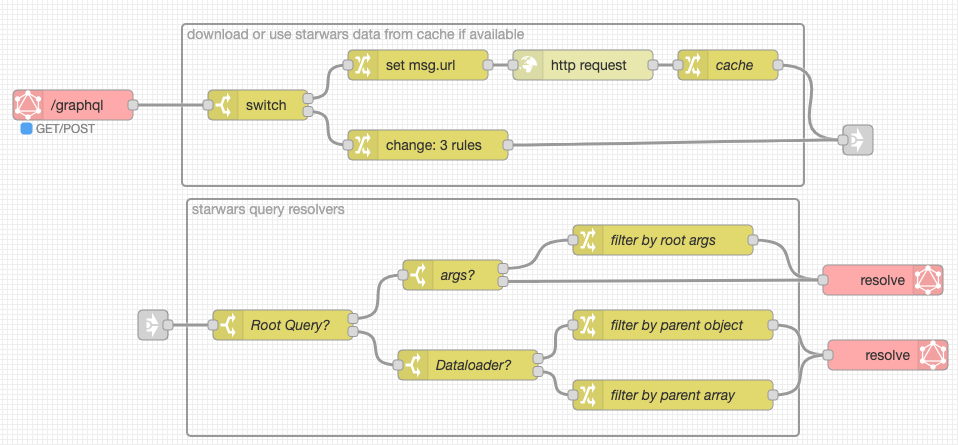 download or use starwars data from cache if available
set msg.url
http request
cache
/graphql
switch
GET/POST
change: 3 rules
starwars query resolvers
filter by root args
args?
resolve
Root Query?
filter by parent object
Dataloader?
resolve
filter by parent array